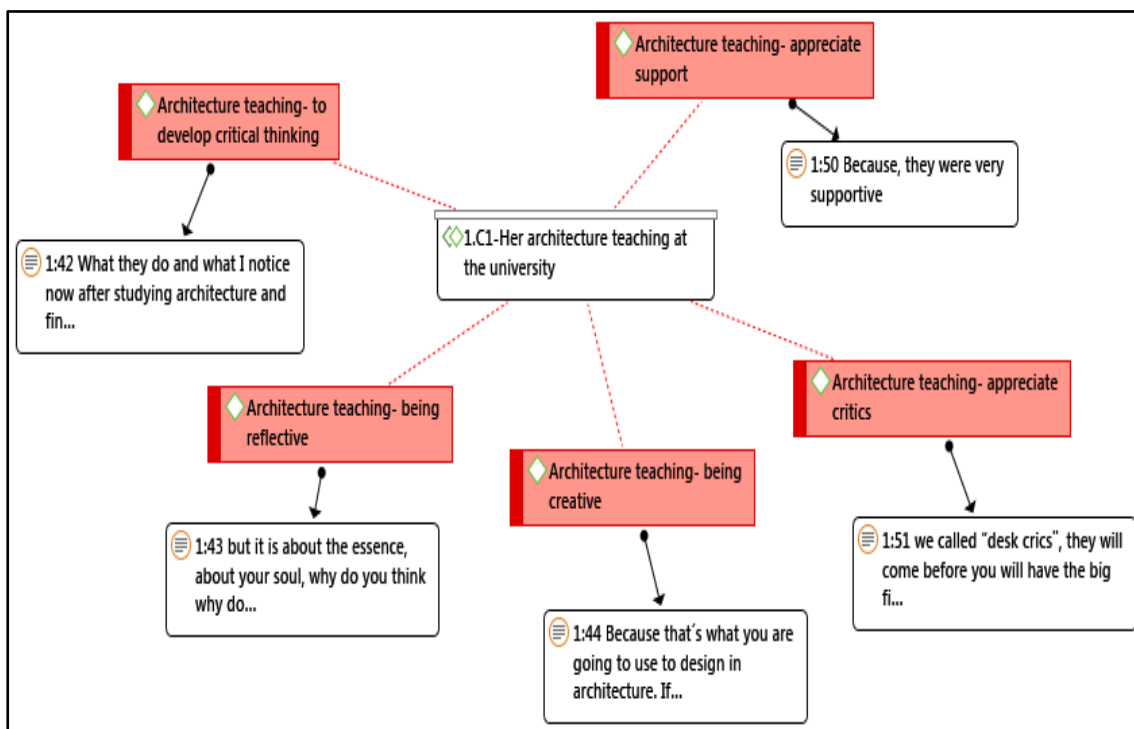 Architecture teaching- appreciate
support
Architecture teaching- to
develop critical thinking
1:50 Because, they were very
supportive
1.C1-Her architecture teaching at
the university
1:42 What they do and what I notice
now after studying architecture and
fin...
Architecture teaching- appreciate
critics
Architecture teaching- being
reflective
Architecture teaching- being
creative
1:51 we called "desk crics", they will
come before you will have the big
fi...
1:43 but it is about the essence,
about your soul, why do you think
why do...
1:44 Because that´s what you are
going to use to design in
architecture. If...